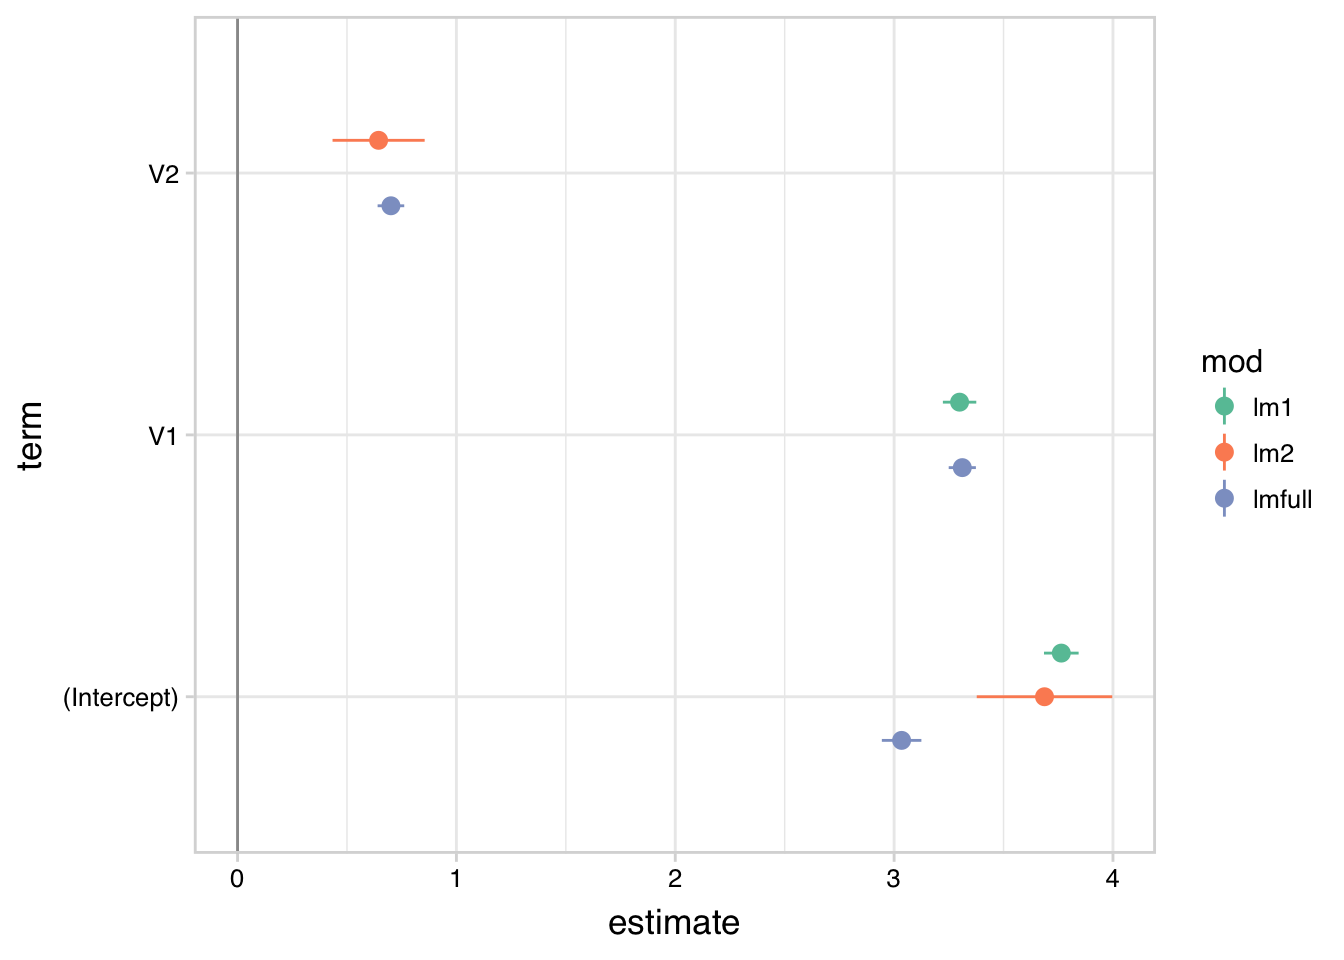 V2
V1
(Intercept)
term
0 1 2 3 4
estimate
mod
lm1
lm2
lmfull